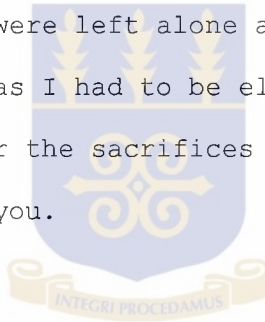 were left alone a
as I had to be el
r the sacrifices
you.
INTEGRI PROCEDAMUS